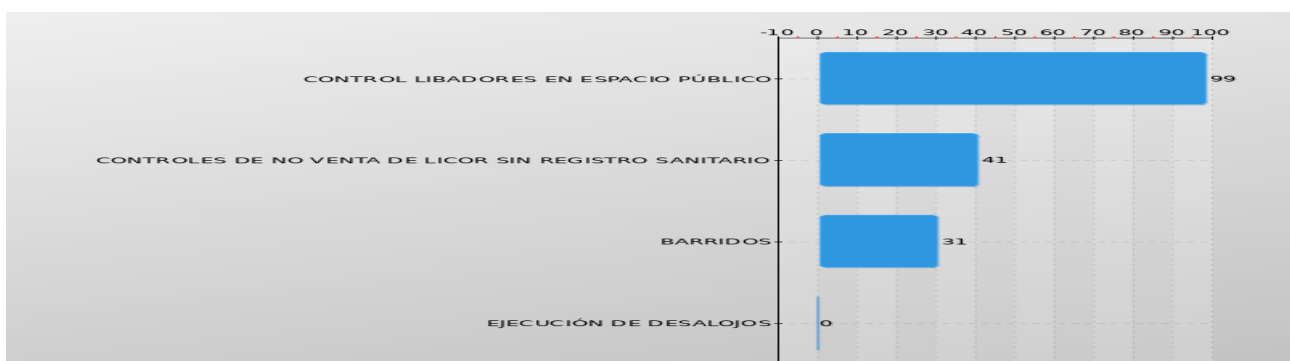 -10 0 10 20 30 40 50 60 70 80 90 100
CONTROL LIBADORES EN ESPACIO PÚBLICO 99
CONTROLES DE NO VENTA DE LICOR SIN REGISTRO SANITARIO 41
BARRIDOS 31
EJECUCIÓN DE DESALOJOS 0